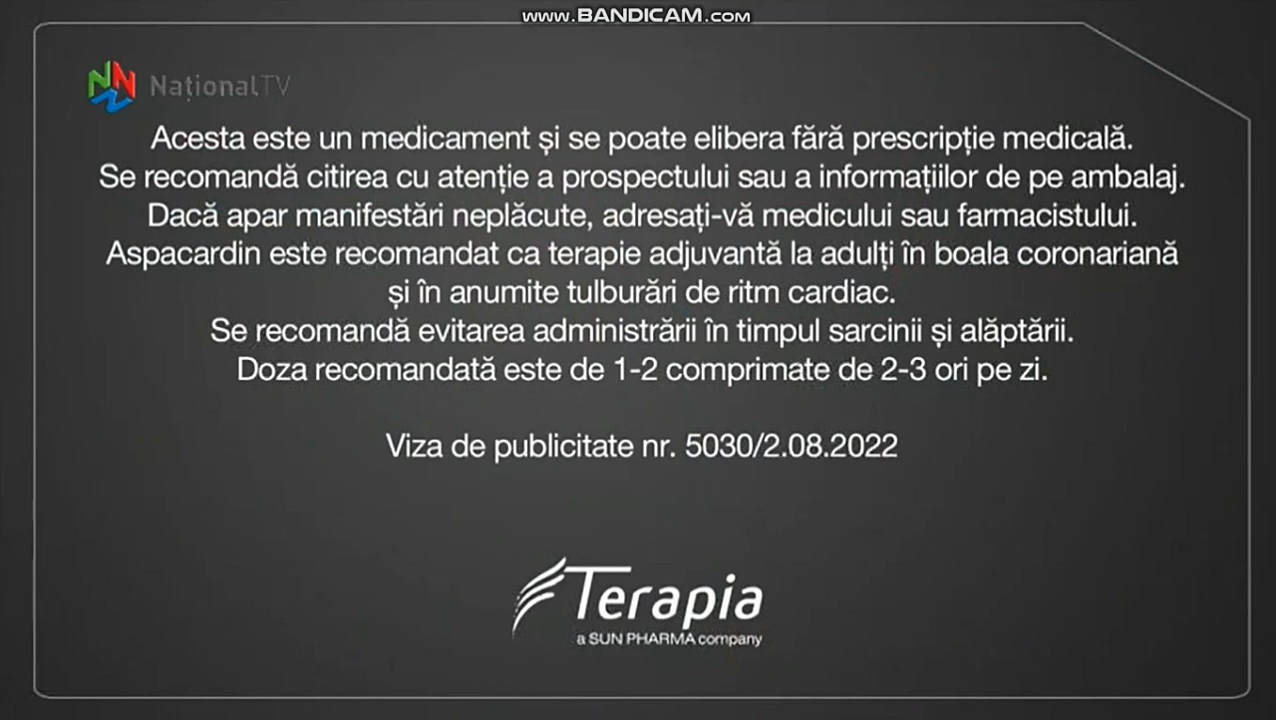 www.BANDICAM.com
NaționalTV
Acesta este un medicament și se poate elibera fără prescripție medicală.
Se recomandă citirea cu atenție a prospectului sau a informațiilor de pe ambalaj.
Dacă apar manifestări neplăcute, adresați-vă medicului sau farmacistului.
Aspacardin este recomandat ca terapie adjuvantă la adulți în boala coronariană
și în anumite tulburări de ritm cardiac.
Se recomandă evitarea administrării în timpul sarcinii și alăptării.
Doza recomandată este de 1-2 comprimate de 2-3 ori pe zi.
Viza de publicitate nr. 5030/2.08.2022
Terapia
a SUN PHARMA company